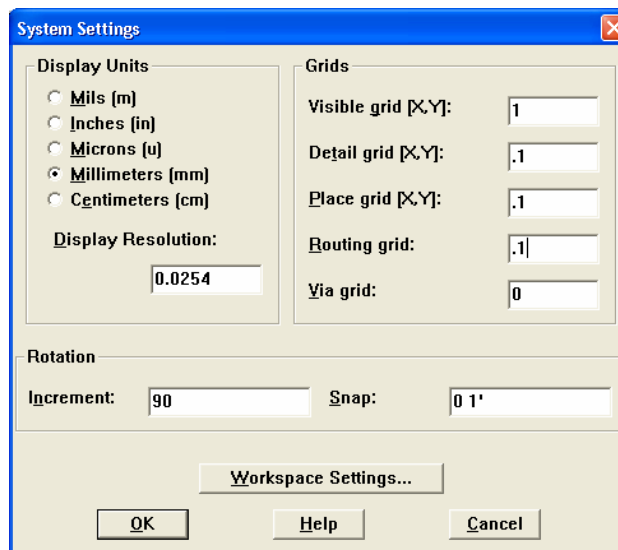 System Settings
Display Units
Mils (m)
Inches (in)
Microns (u)
Millimeters (mm)
Centimeters (cm)
Display Resolution:
0.0254
Grids
Visible grid [X,Y]: 1
Detail grid [X,Y]: .1
Place grid [X,Y]: .1
Routing grid: .1
Via grid: 0
Rotation
Increment: 90 Snap: 0 1'
Workspace Settings...
OK Help Cancel